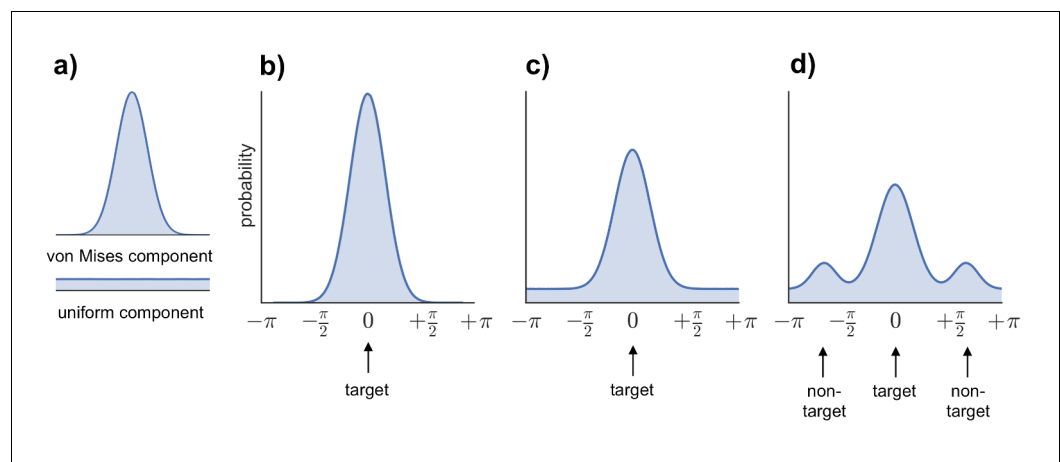 a)
von Mises component
uniform component
b)
probability
−π −π/2 0 +π/2 +π
target
c)
−π −π/2 0 +π/2 +π
target
d)
−π −π/2 0 +π/2 +π
non-
target
target
non-
target